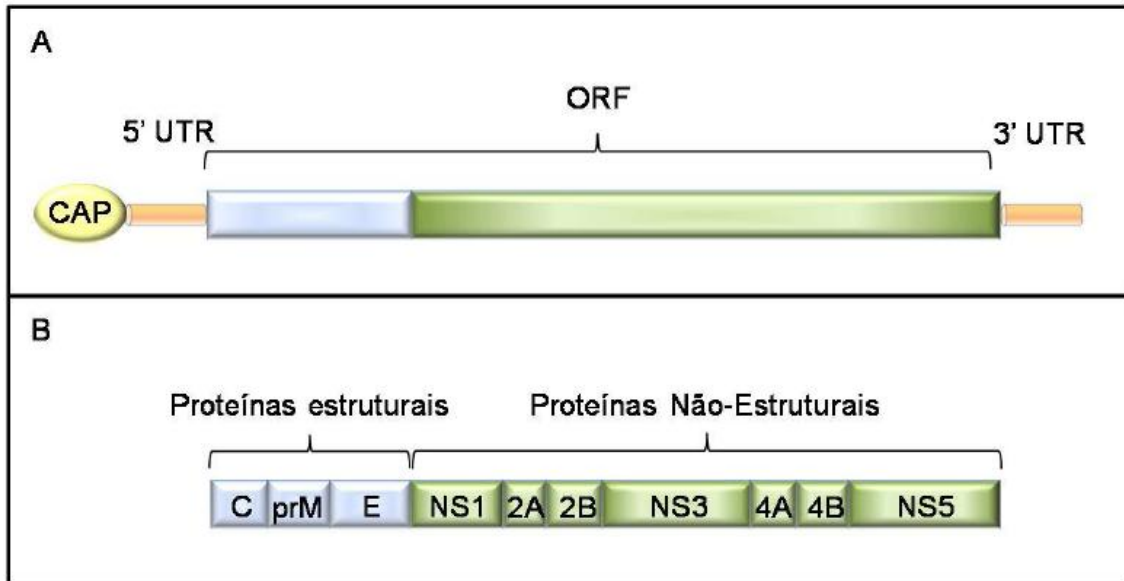 A
ORF
5' UTR
3' UTR
CAP
B
Proteínas estruturais
Proteínas Não-Estruturais
C prM E NS1 2A 2B NS3 4A 4B NS5